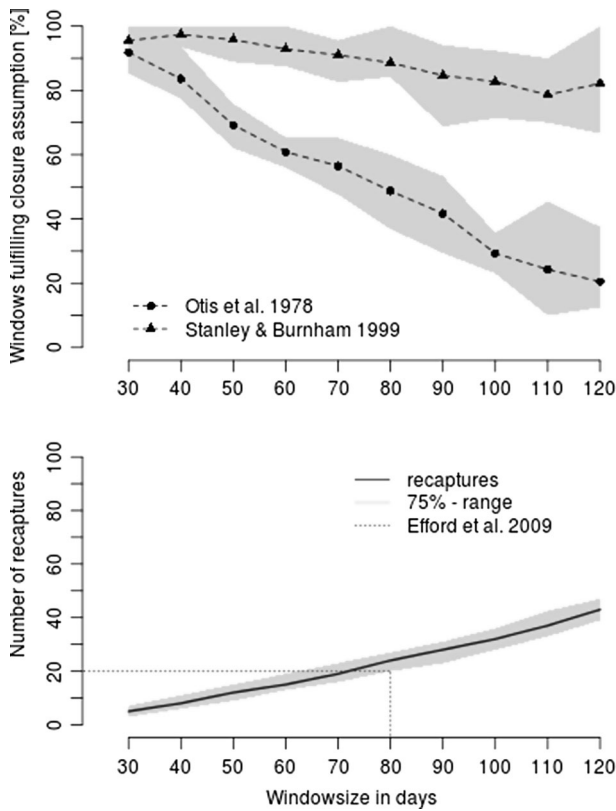 Windows fulfilling closure assumption [%]
100
80
60
40
20
0
Otis et al. 1978
Stanley & Burnham 1999
30 40 50 60 70 80 90 100 110 120
Number of recaptures
100
80
60
40
20
0
recaptures
75% - range
Efford et al. 2009
30 40 50 60 70 80 90 100 110 120
Windowsize in days